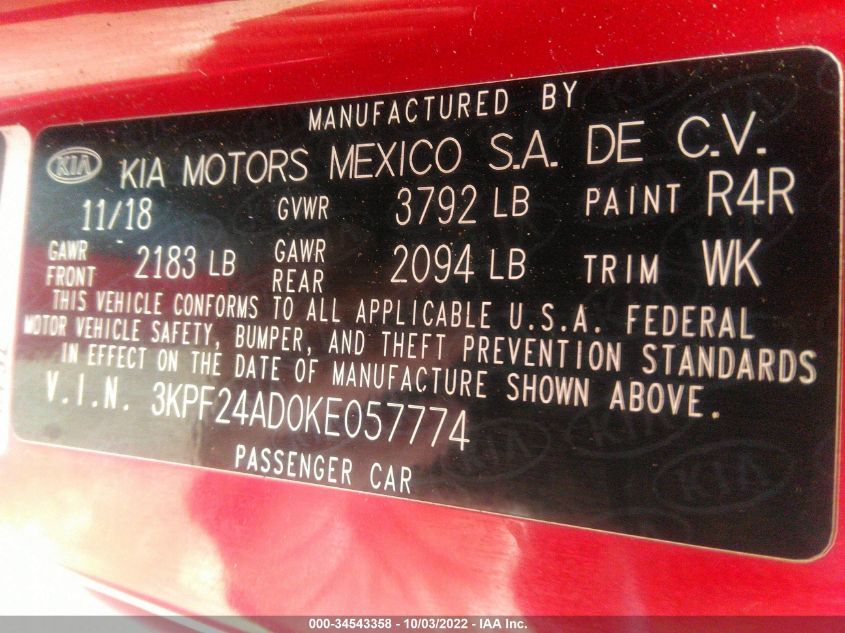 MANUFACTURED BY
KIA KIA MOTORS MEXICO S.A. DE C.V.
11/18 GVWR 3792 LB PAINT R4R
GAWR FRONT 2183 LB GAWR REAR 2094 LB TRIM WK
THIS VEHICLE CONFORMS TO ALL APPLICABLE U.S.A. FEDERAL
MOTOR VEHICLE SAFETY, BUMPER, AND THEFT PREVENTION STANDARDS
IN EFFECT ON THE DATE OF MANUFACTURE SHOWN ABOVE.
V.I.N. 3KPF24AD0KE057774
PASSENGER CAR
000-34543358 - 10/03/2022 - IAA Inc.